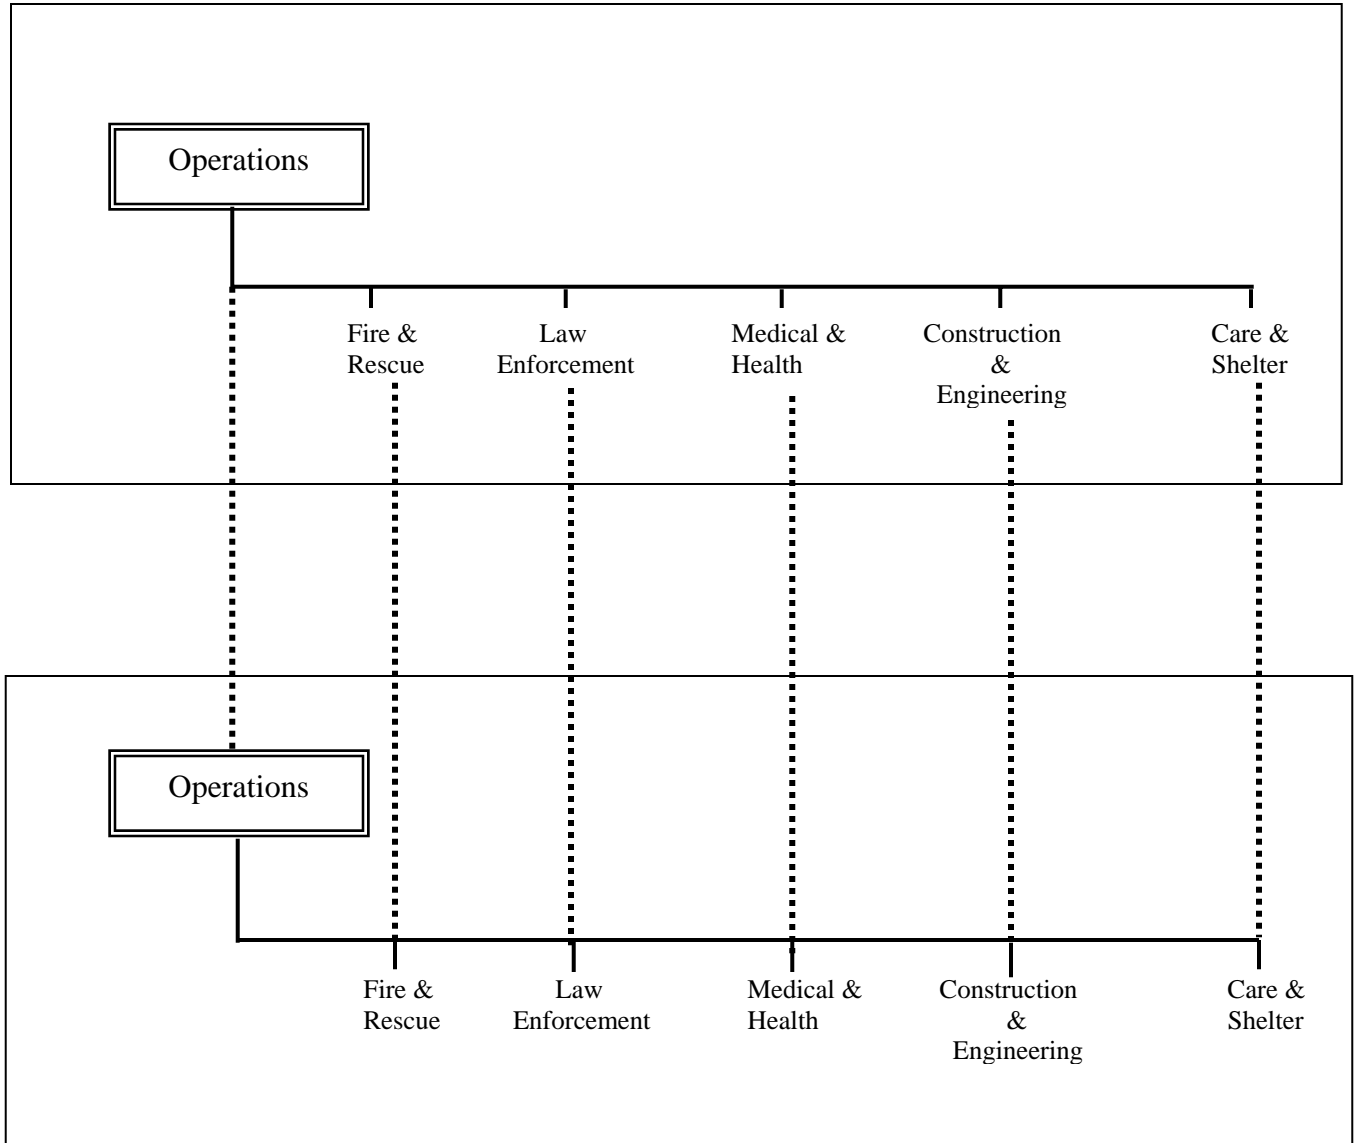 Operations
Fire &
Rescue
Law
Enforcement
Medical &
Health
Construction
&
Engineering
Care &
Shelter
Operations
Fire &
Rescue
Law
Enforcement
Medical &
Health
Construction
&
Engineering
Care &
Shelter